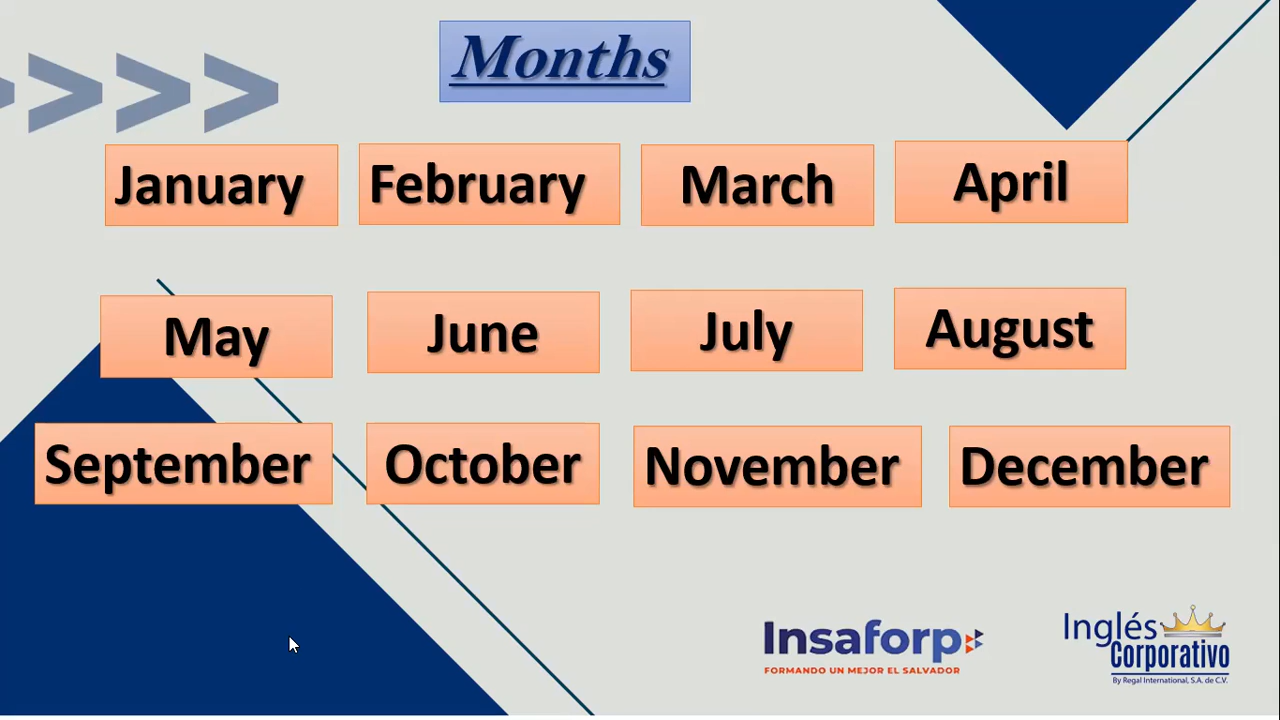 Months
January February March April
May June July August
September October November December
Insaforp
FORMANDO UN MEJOR EL SALVADOR
Inglés
Corporativo
By Regal International, S.A. de C.V.